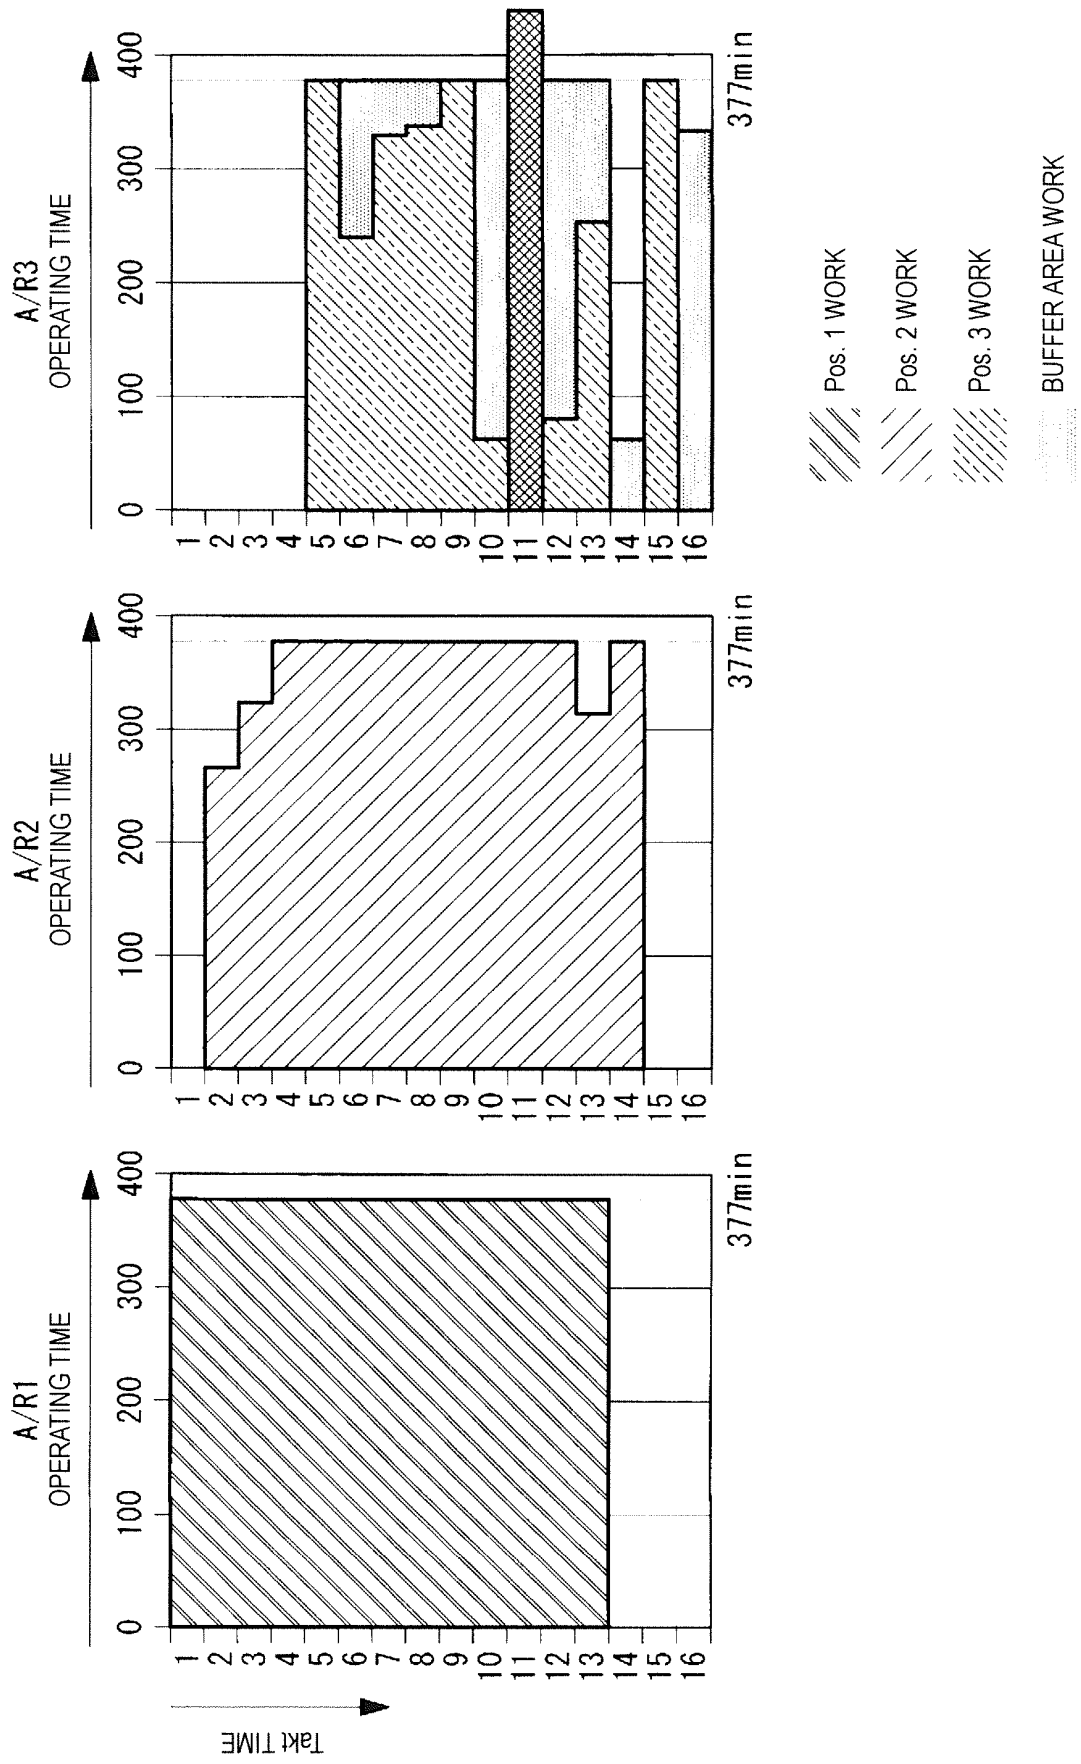 A/R1
OPERATING TIME
0 100 200 300 400
Takt TIME
1
2
3
4
5
6
7
8
9
10
11
12
13
14
15
16
377min
A/R2
OPERATING TIME
0 100 200 300 400
1
2
3
4
5
6
7
8
9
10
11
12
13
14
15
16
377min
A/R3
OPERATING TIME
0 100 200 300 400
1
2
3
4
5
6
7
8
9
10
11
12
13
14
15
16
377min
Pos. 1 WORK
Pos. 2 WORK
Pos. 3 WORK
BUFFER AREA WORK